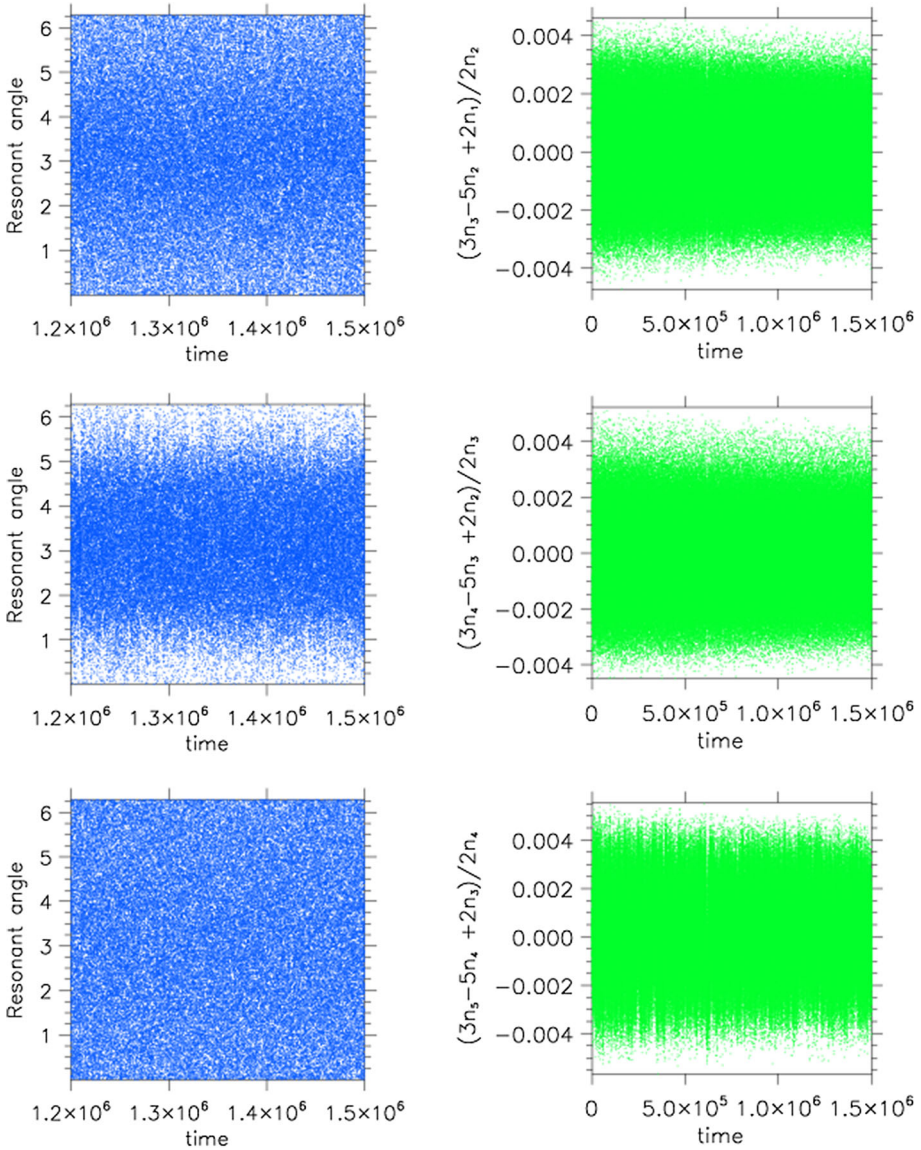 Resonant angle
6
5
4
3
2
1
1.2×10⁶ 1.3×10⁶ 1.4×10⁶ 1.5×10⁶
time
(3n₃−5n₂ +2n₁)/2n₂
0.004
0.002
0.000
−0.002
−0.004
0 5.0×10⁵ 1.0×10⁶ 1.5×10⁶
time
Resonant angle
6
5
4
3
2
1
1.2×10⁶ 1.3×10⁶ 1.4×10⁶ 1.5×10⁶
time
(3n₄−5n₃ +2n₂)/2n₃
0.004
0.002
0.000
−0.002
−0.004
0 5.0×10⁵ 1.0×10⁶ 1.5×10⁶
time
Resonant angle
6
5
4
3
2
1
1.2×10⁶ 1.3×10⁶ 1.4×10⁶ 1.5×10⁶
time
(3n₅−5n₄ +2n₃)/2n₄
0.004
0.002
0.000
−0.002
−0.004
0 5.0×10⁵ 1.0×10⁶ 1.5×10⁶
time